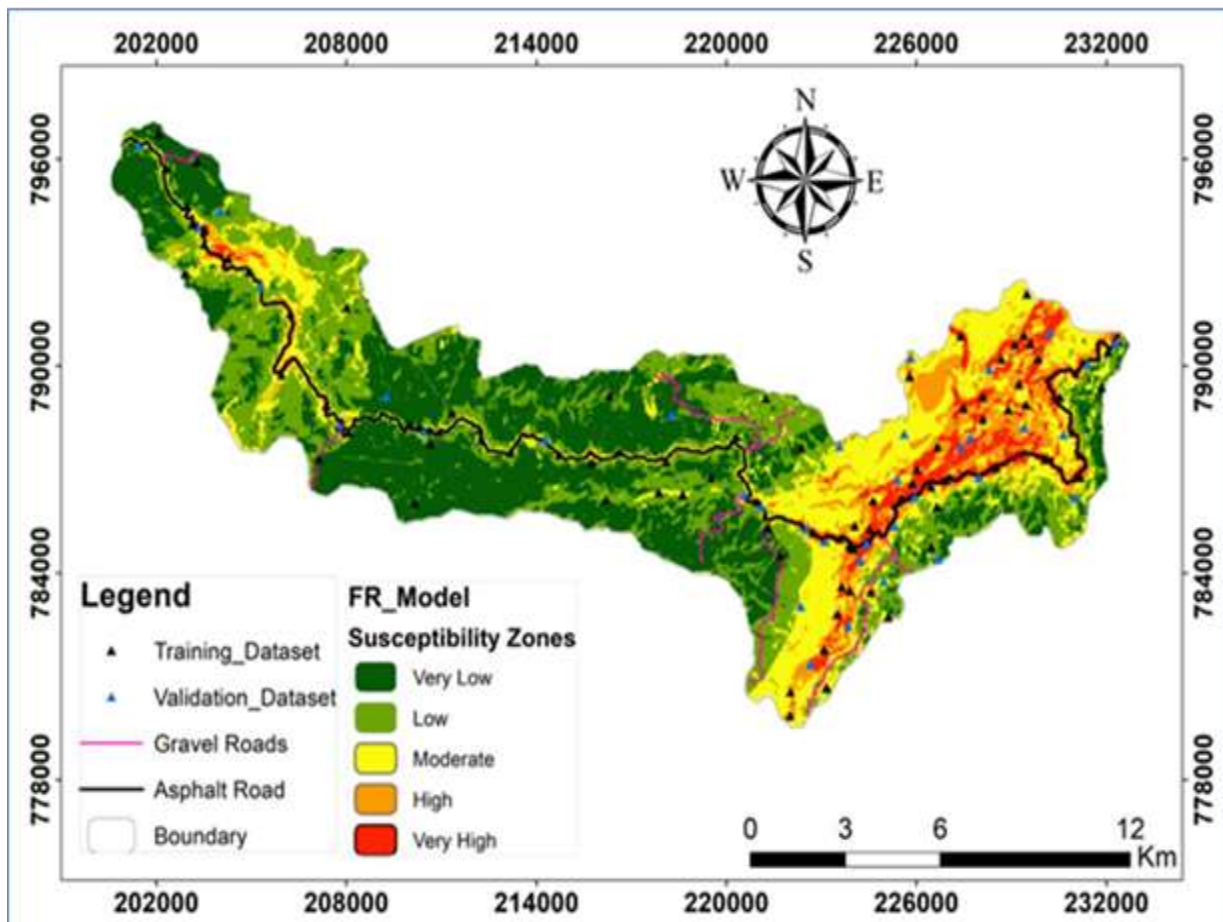 202000 208000 214000 220000 226000 232000
796000 796000
N
W E
S
790000 790000
784000 784000
Legend
Training_Dataset
Validation_Dataset
Gravel Roads
Asphalt Road
Boundary
FR_Model
Susceptibility Zones
Very Low
Low
Moderate
High
Very High
778000 778000
0 3 6 12
Km
202000 208000 214000 220000 226000 232000